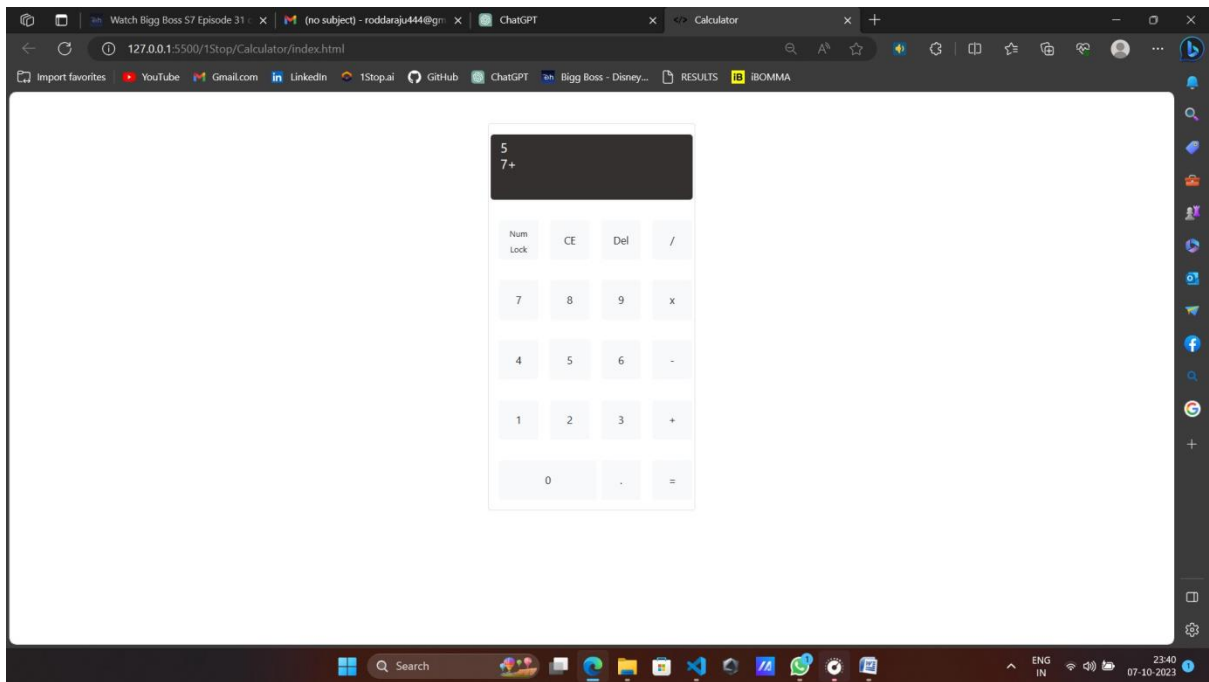 Watch Bigg Boss S7 Episode 31 c
(no subject) - roddaraju444@gm
ChatGPT
Calculator
127.0.0.1:5500/1Stop/Calculator/index.html
Import favorites
YouTube
Gmail.com
LinkedIn
1Stop.ai
GitHub
ChatGPT
Bigg Boss - Disney...
RESULTS
iB iBOMMA
5
7+
Num
Lock
CE
Del
/
7
8
9
x
4
5
6
-
1
2
3
+
0
.
=
Search
ENG
IN
23:40
07-10-2023
1